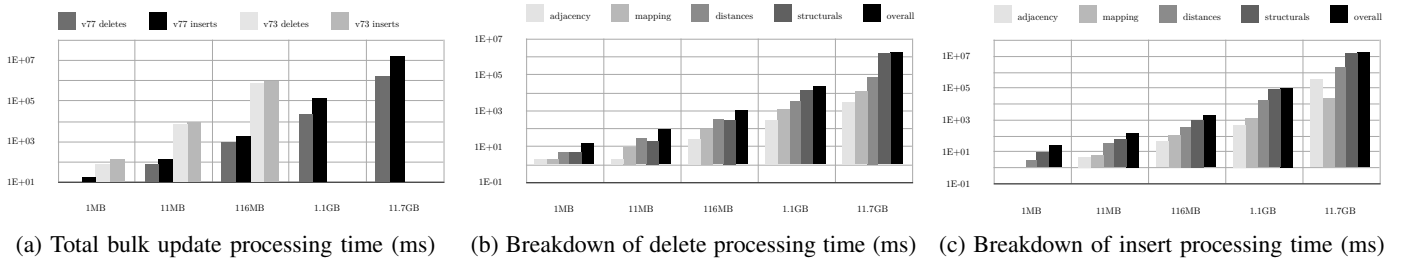 v77 deletes v77 inserts v73 deletes v73 inserts
1E+07
1E+05
1E+03
1E+01
1MB 11MB 116MB 1.1GB 11.7GB
(a) Total bulk update processing time (ms)
adjacency mapping distances structurals overall
1E+07
1E+05
1E+03
1E+01
1E-01
1MB 11MB 116MB 1.1GB 11.7GB
(b) Breakdown of delete processing time (ms)
adjacency mapping distances structurals overall
1E+07
1E+05
1E+03
1E+01
1E-01
1MB 11MB 116MB 1.1GB 11.7GB
(c) Breakdown of insert processing time (ms)